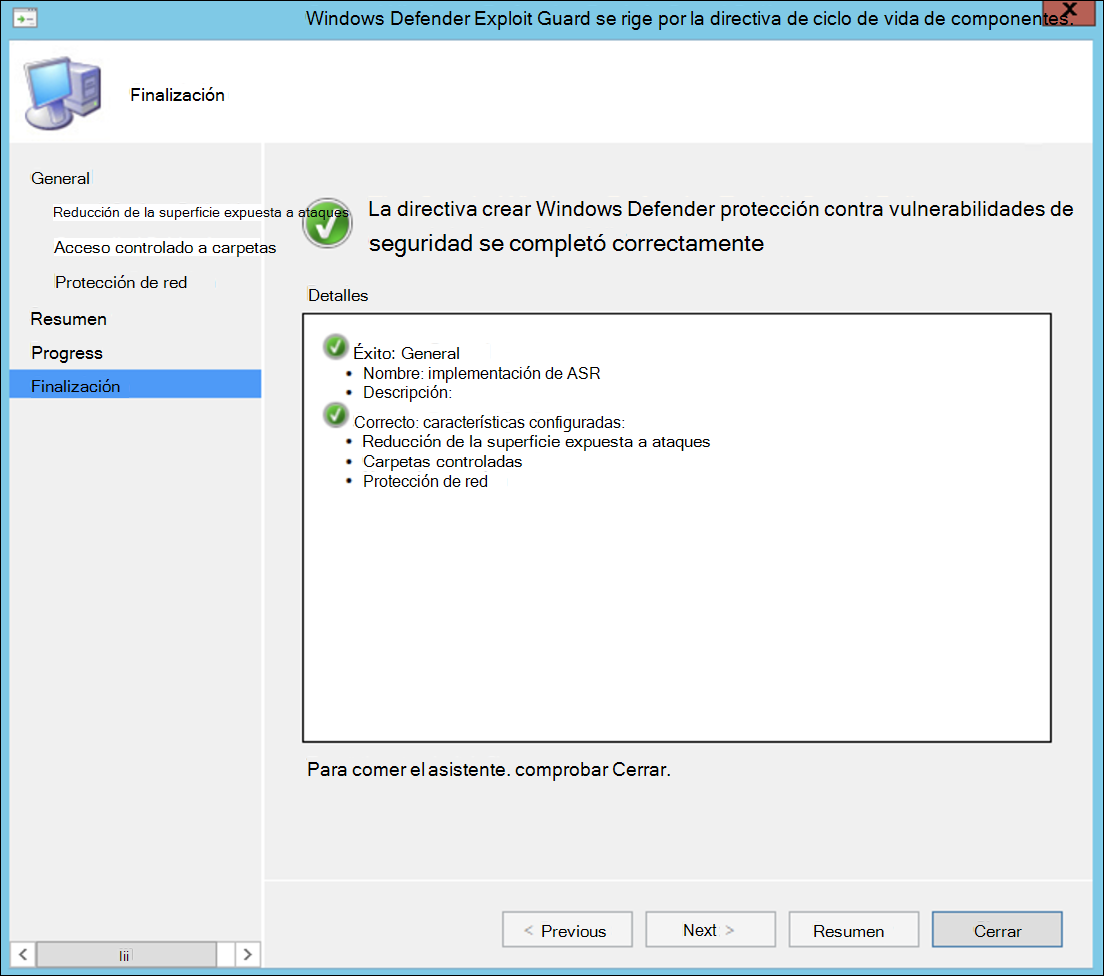 Windows Defender Exploit Guard se rige por la directiva de ciclo de vida de componentes.
X
Finalización
General
Reducción de la superficie expuesta a ataques
Acceso controlado a carpetas
Protección de red
Resumen
Progress
Finalización
La directiva crear Windows Defender protección contra vulnerabilidades de
seguridad se completó correctamente
Detalles
Éxito: General
• Nombre: implementación de ASR
• Descripción:
Correcto: características configuradas:
• Reducción de la superficie expuesta a ataques
• Carpetas controladas
• Protección de red
Para comer el asistente. comprobar Cerrar.
< Previous
Next >
Resumen
Cerrar
< Iii >